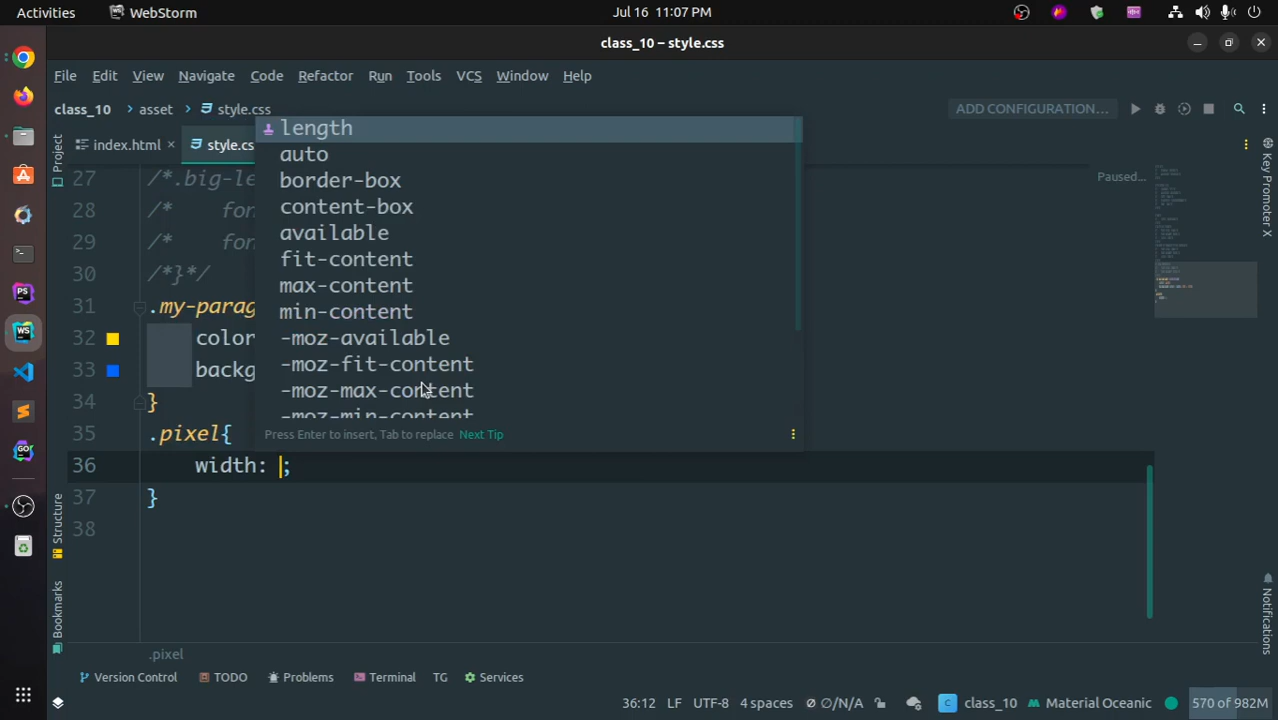 Activities WebStorm Jul 16 11:07 PM
class_10 – style.css
File Edit View Navigate Code Refactor Run Tools VCS Window Help
class_10 asset style.css ADD CONFIGURATION...
index.html style.cs
Project
Key Promoter X
Paused...
length
auto
border-box
content-box
available
fit-content
max-content
min-content
-moz-available
-moz-fit-content
-moz-max-content
-moz-min-content
Press Enter to insert, Tab to replace Next Tip
27 /*.big-le
28 /* fon
29 /* fon
30 /*}*/
31 .my-parag
32 color
33 backg
34 }
35 .pixel{
36 width: ;
37 }
38
Structure
Bookmarks
Notifications
.pixel
Version Control TODO Problems Terminal TG Services
36:12 LF UTF-8 4 spaces ∅/N/A class_10 Material Oceanic 570 of 982M